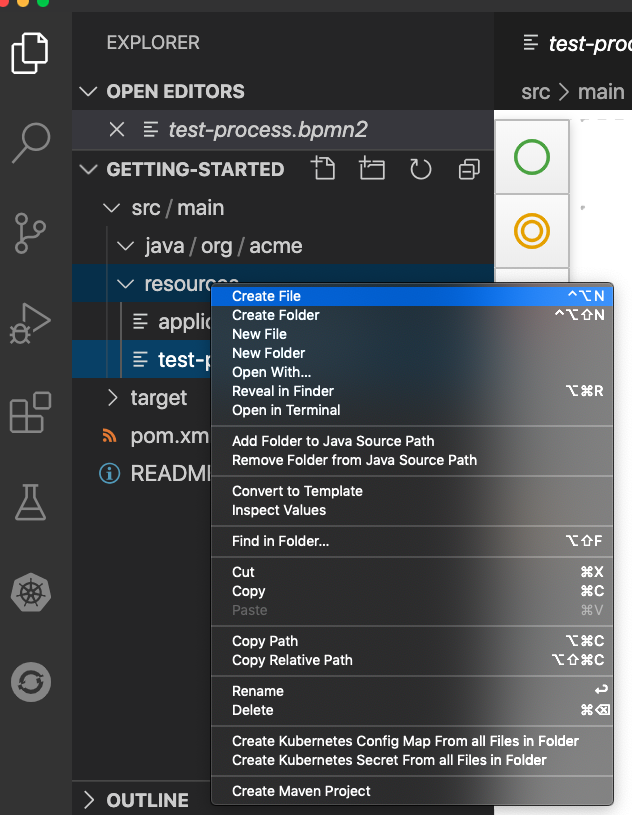 EXPLORER
OPEN EDITORS
test-process.bpmn2
GETTING-STARTED
src / main
java / org / acme
resources
applic
test-p
target
pom.xm
README
OUTLINE
test-proc
src > main
Create File ^⌥N
Create Folder ^⌥⇧N
New File
New Folder
Open With...
Reveal in Finder ⌥⌘R
Open in Terminal
Add Folder to Java Source Path
Remove Folder from Java Source Path
Convert to Template
Inspect Values
Find in Folder... ⌥⇧F
Cut ⌘X
Copy ⌘C
Paste ⌘V
Copy Path ⌥⌘C
Copy Relative Path ⌥⇧⌘C
Rename ↩
Delete ⌘⌫
Create Kubernetes Config Map From all Files in Folder
Create Kubernetes Secret From all Files in Folder
Create Maven Project